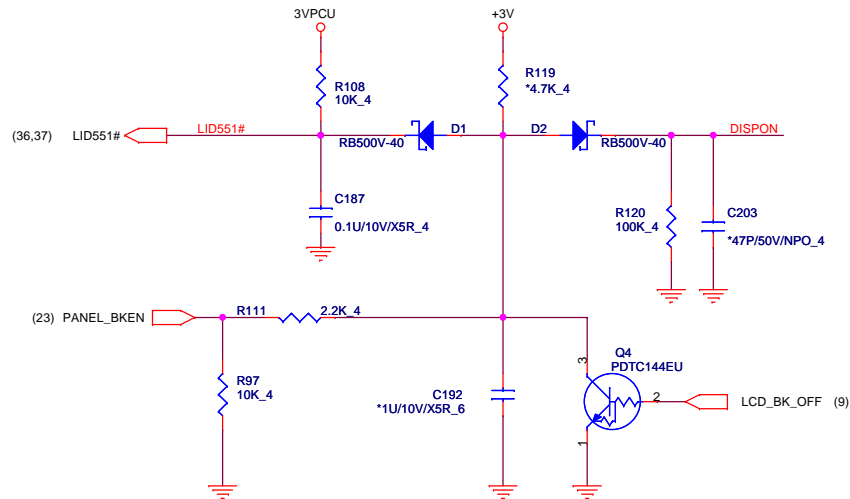 3VPCU
+3V
R108
10K_4
R119
*4.7K_4
(36,37)
LID551#
LID551#
D1
D2
DISPON
RB500V-40
RB500V-40
C187
0.1U/10V/X5R_4
R120
100K_4
C203
*47P/50V/NPO_4
(23)
PANEL_BKEN
R111
2.2K_4
3
Q4
PDTC144EU
R97
10K_4
C192
*1U/10V/X5R_6
2
LCD_BK_OFF
(9)
1